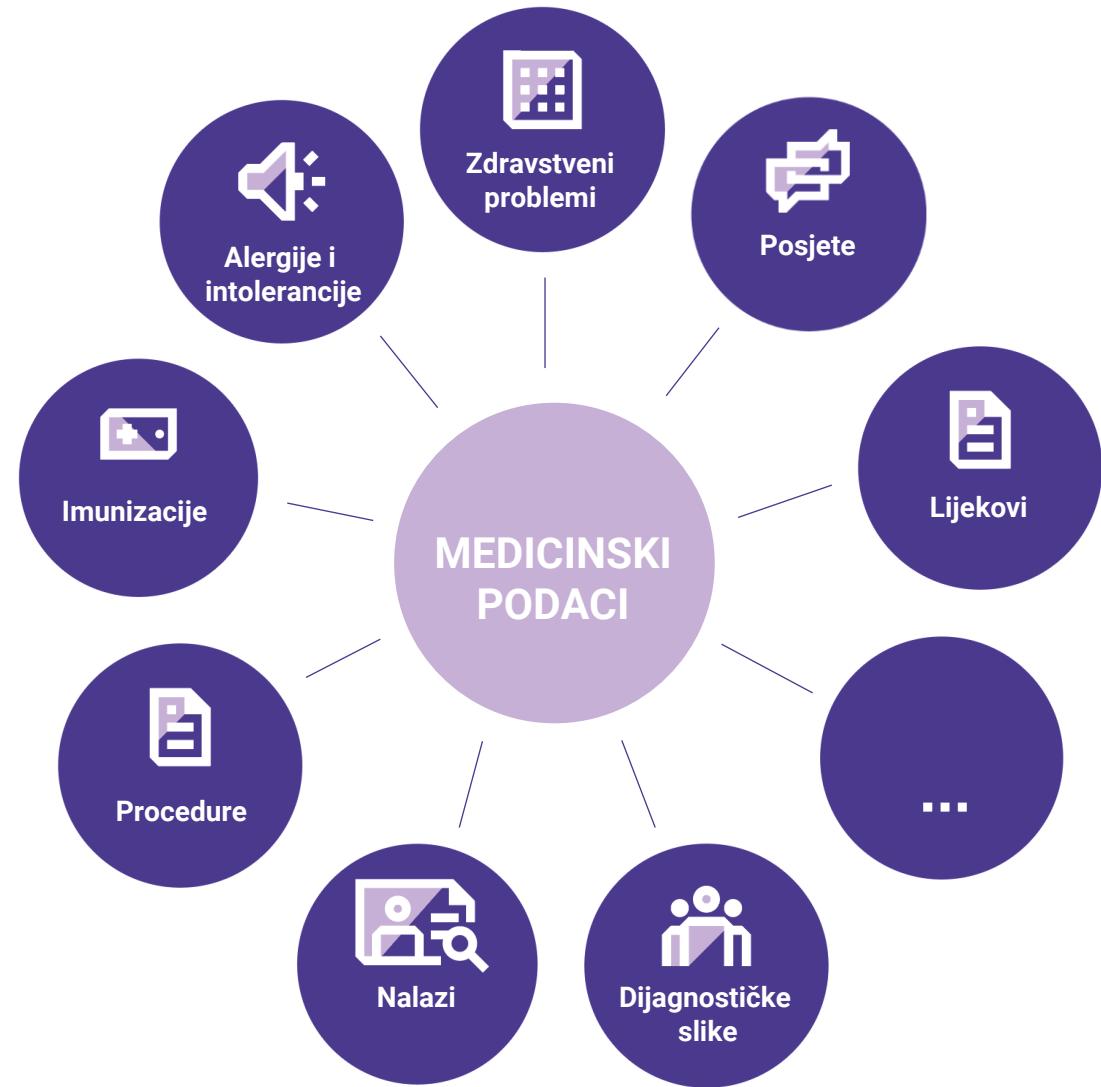 Zdravstveni
problemi
Posjete
Alergije i
intolerancije
Lijekovi
Imunizacije
MEDICINSKI
PODACI
Procedure
...
Nalazi
Dijagnostičke
slike